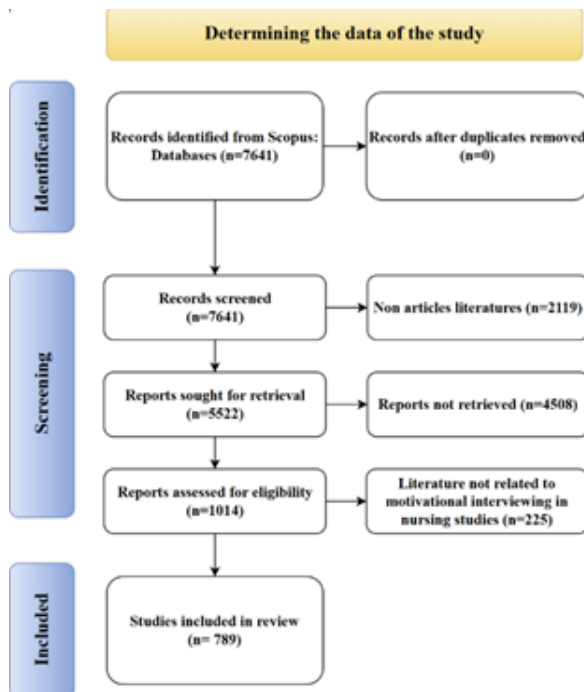 Determining the data of the study
Identification
Records identified from Scopus:
Databases (n=7641)
Records after duplicates removed
(n=0)
Screening
Records screened
(n=7641)
Non articles literatures (n=2119)
Reports sought for retrieval
(n=5522)
Reports not retrieved (n=4508)
Reports assessed for eligibility
(n=1014)
Literature not related to
motivational interviewing in
nursing studies (n=225)
Included
Studies included in review
(n= 789)